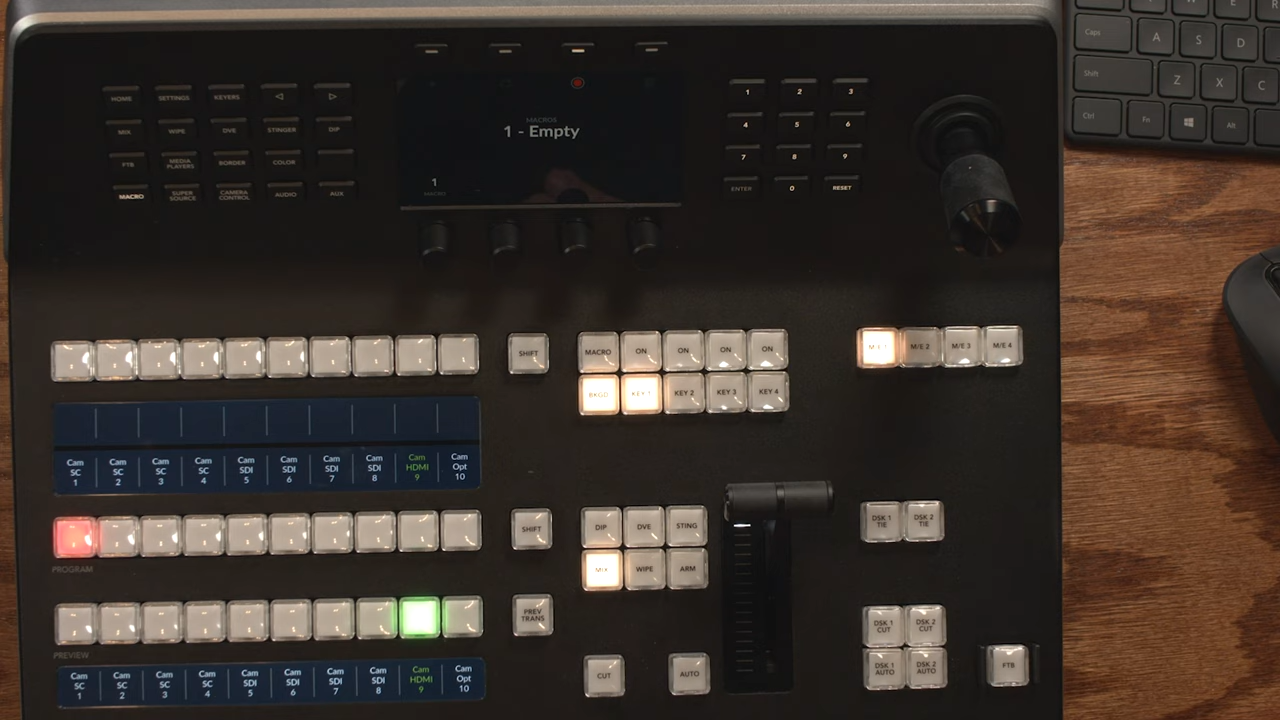 HOME SETTINGS KEYERS
MIX WIPE DVE STINGER DIP
FTB MEDIA PLAYERS BORDER COLOR
MACRO SUPER SOURCE CAMERA CONTROL AUDIO AUX
MACROS
1 - Empty
1
MACRO
1 2 3
4 5 6
7 8 9
ENTER 0 RESET
Caps A S D
Shift Z X C
Ctrl Fn Alt
SHIFT
MACRO ON ON ON ON
BKGD KEY 1 KEY 2 KEY 3 KEY 4
M/E 1 M/E 2 M/E 3 M/E 4
Cam SC 1
Cam SC 2
Cam SC 3
Cam SC 4
Cam SDI 5
Cam SDI 6
Cam SDI 7
Cam SDI 8
Cam HDMI 9
Cam Opt 10
SHIFT
DIP DVE STING
MIX WIPE ARM
DSK 1 TIE
DSK 2 TIE
PROGRAM
PREV TRANS
PREVIEW
CUT AUTO
DSK 1 CUT
DSK 2 CUT
DSK 1 AUTO
DSK 2 AUTO
FTB
Cam SC 1
Cam SC 2
Cam SC 3
Cam SC 4
Cam SDI 5
Cam SDI 6
Cam SDI 7
Cam SDI 8
Cam HDMI 9
Cam Opt 10